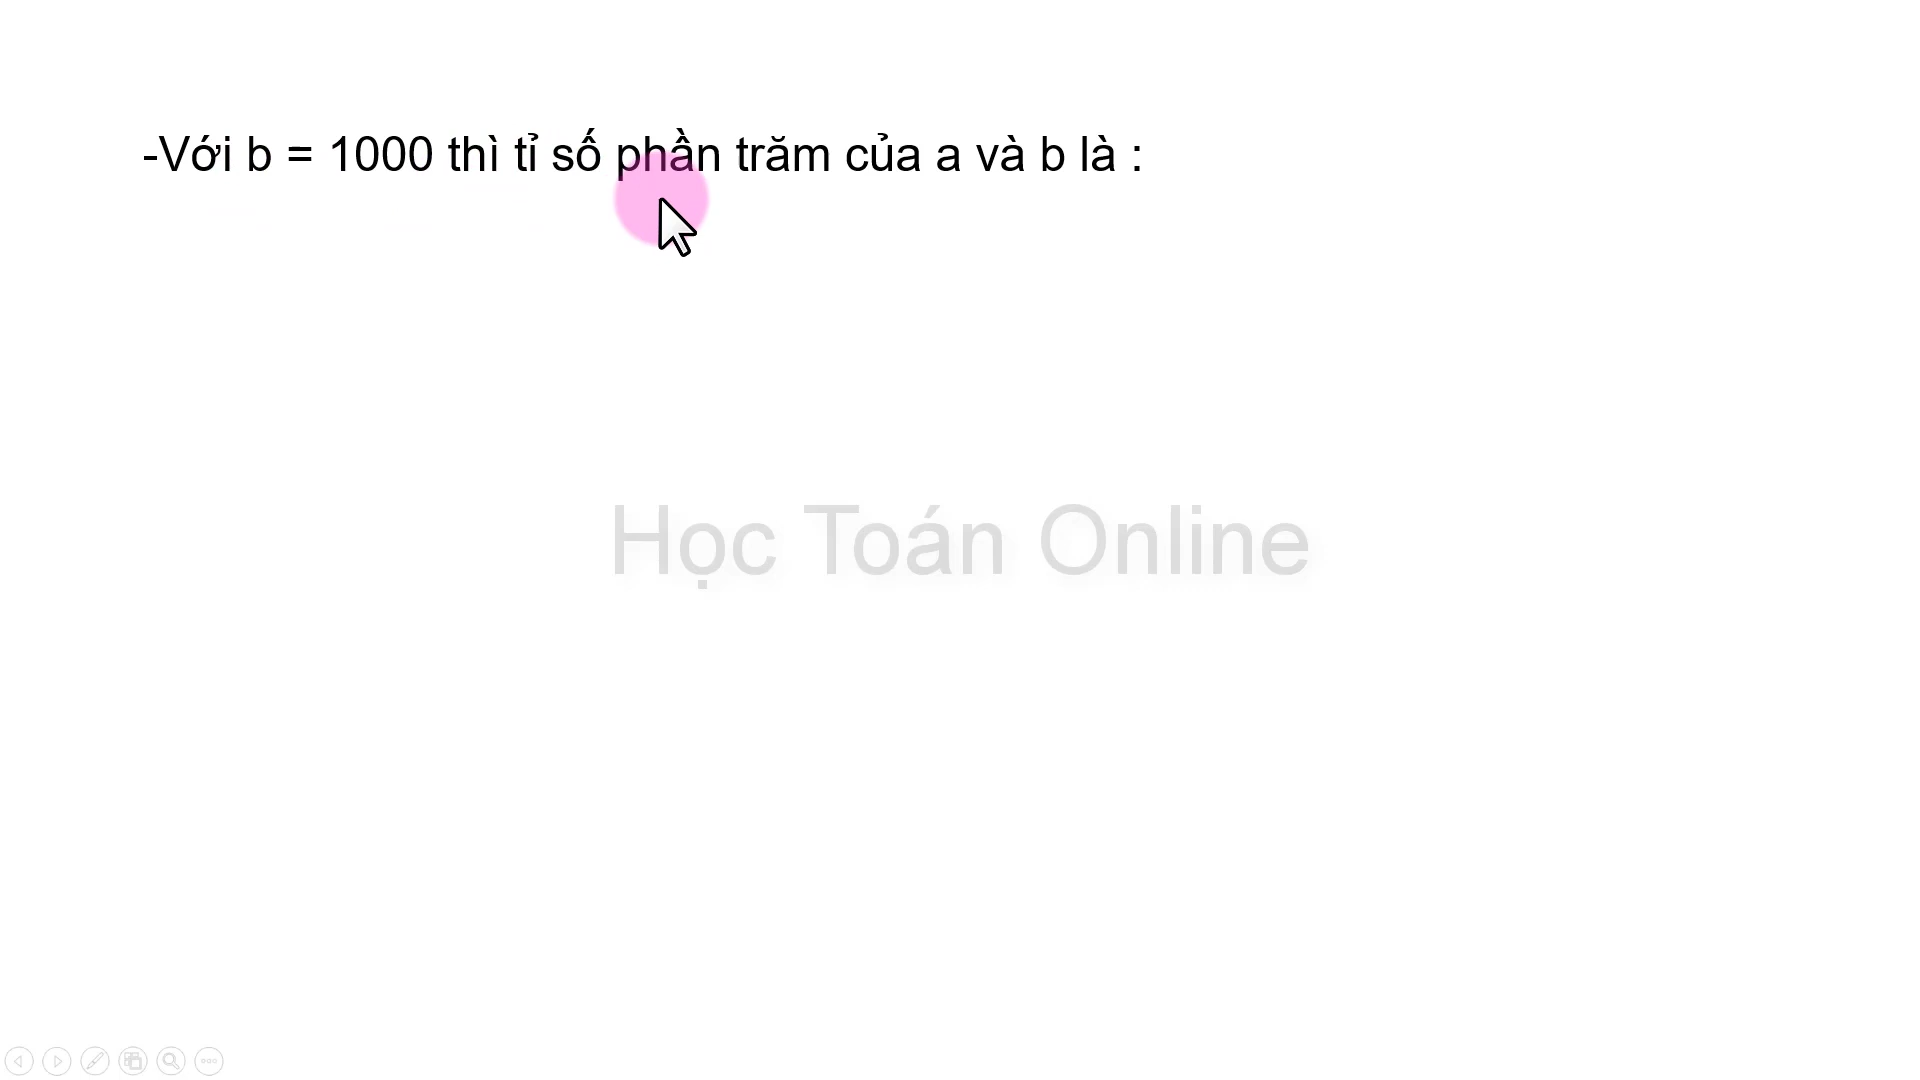 -Với b = 1000 thì tỉ số phần trăm của a và b là :
Học Toán Online